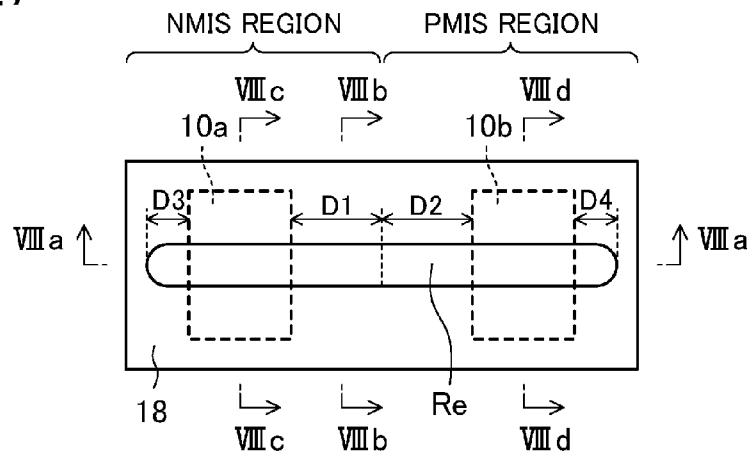 NMIS REGION PMIS REGION
Ⅷc Ⅷb Ⅷd
10a 10b
D3 D1 D2 D4
Ⅷa Ⅷa
18 Re
Ⅷc Ⅷb Ⅷd